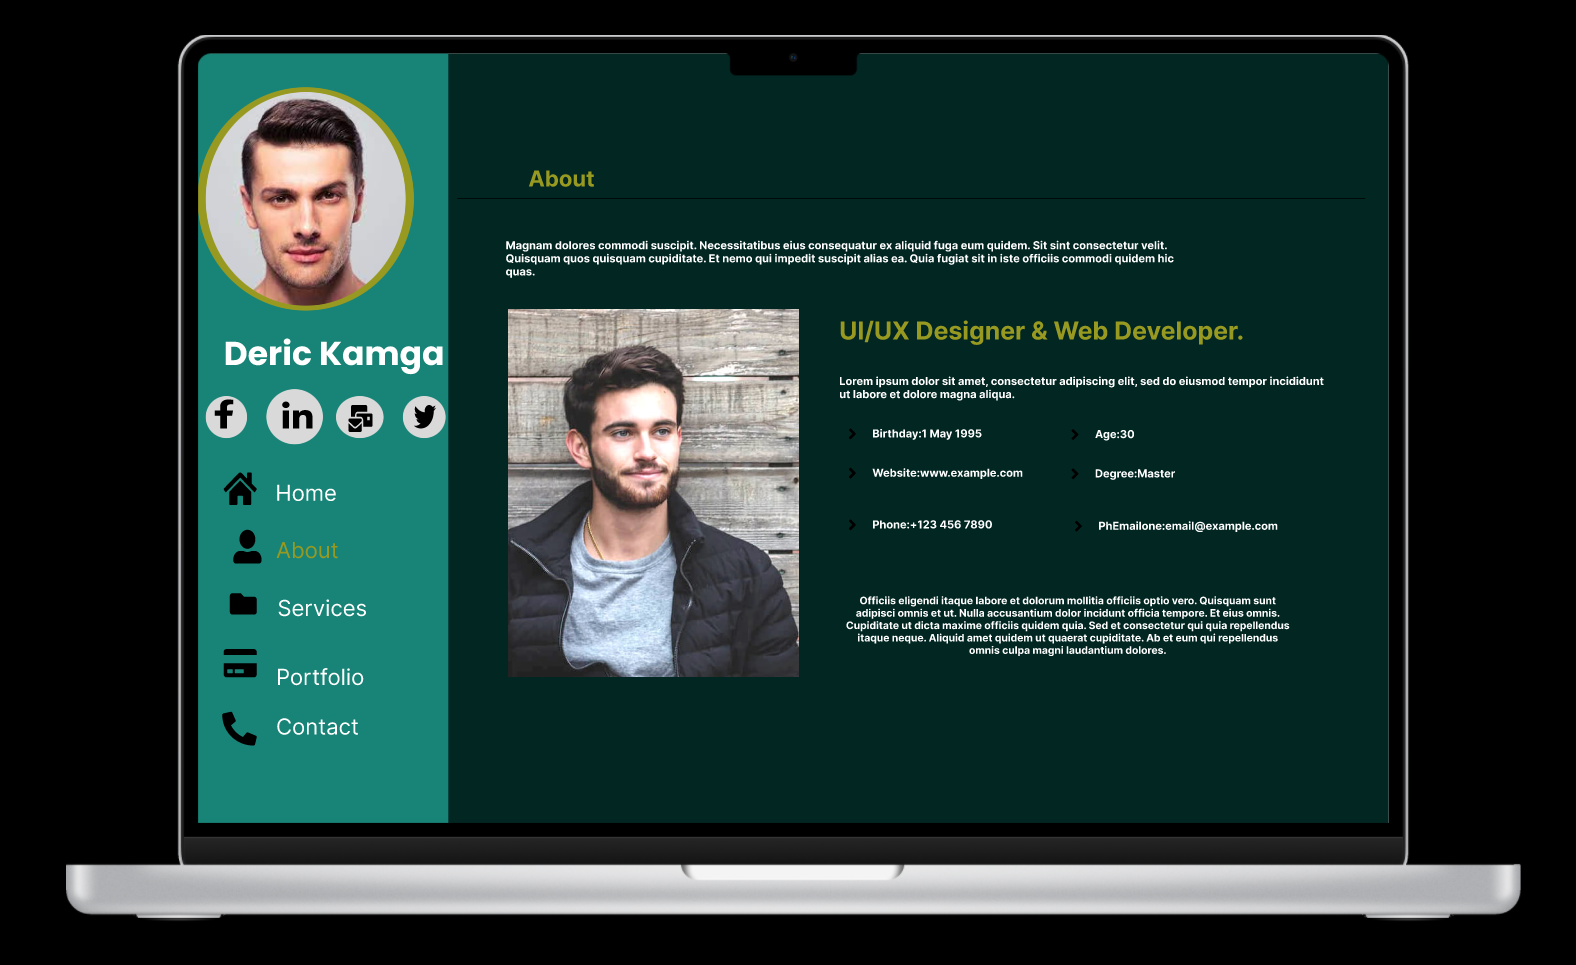 Deric Kamga
f
in
Home
About
Services
Portfolio
Contact
About
Magnam dolores commodi suscipit. Necessitatibus eius consequatur ex aliquid fuga eum quidem. Sit sint consectetur velit.
Quisquam quos quisquam cupiditate. Et nemo qui impedit suscipit alias ea. Quia fugiat sit in iste officiis commodi quidem hic
quas.
UI/UX Designer & Web Developer.
Lorem ipsum dolor sit amet, consectetur adipiscing elit, sed do eiusmod tempor incididunt
ut labore et dolore magna aliqua.
Birthday:1 May 1995
Age:30
Website:www.example.com
Degree:Master
Phone:+123 456 7890
PhEmailone:email@example.com
Officiis eligendi itaque labore et dolorum mollitia officiis optio vero. Quisquam sunt
adipisci omnis et ut. Nulla accusantium dolor incidunt officia tempore. Et eius omnis.
Cupiditate ut dicta maxime officiis quidem quia. Sed et consectetur qui quia repellendus
itaque neque. Aliquid amet quidem ut quaerat cupiditate. Ab et eum qui repellendus
omnis culpa magni laudantium dolores.